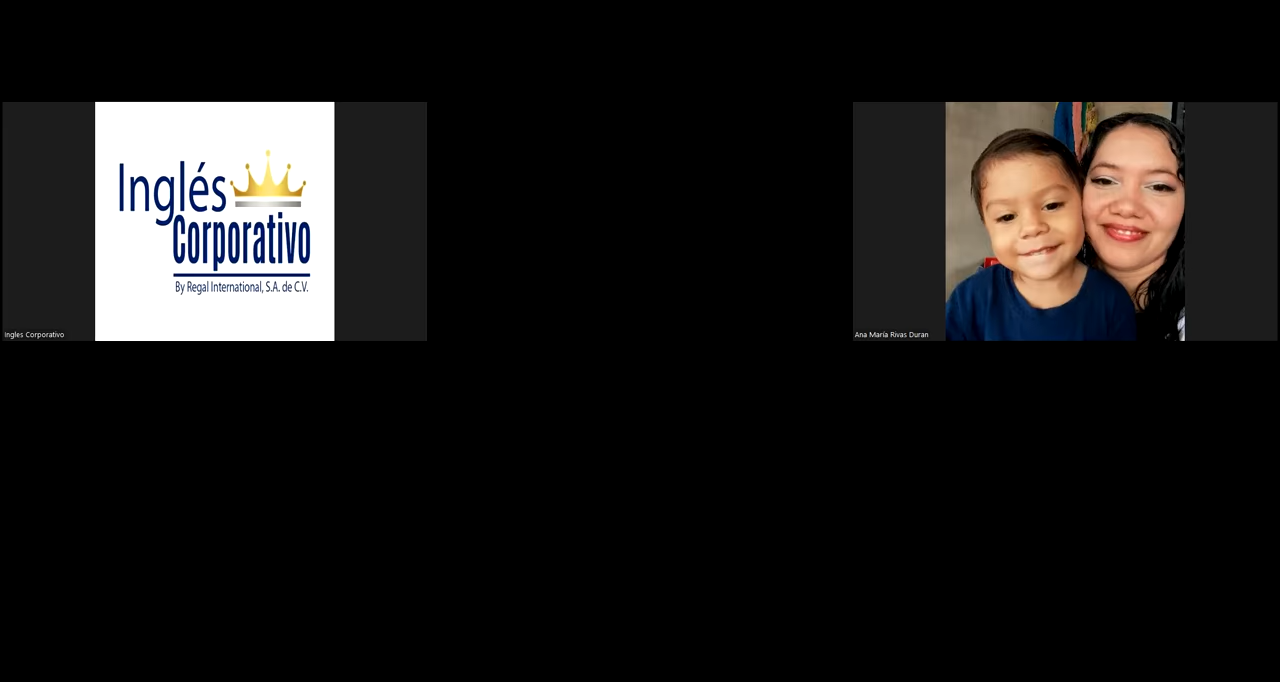 Inglés
Corporativo
By Regal International, S.A. de C.V.
Ingles Corporativo
Ana María Rivas Duran